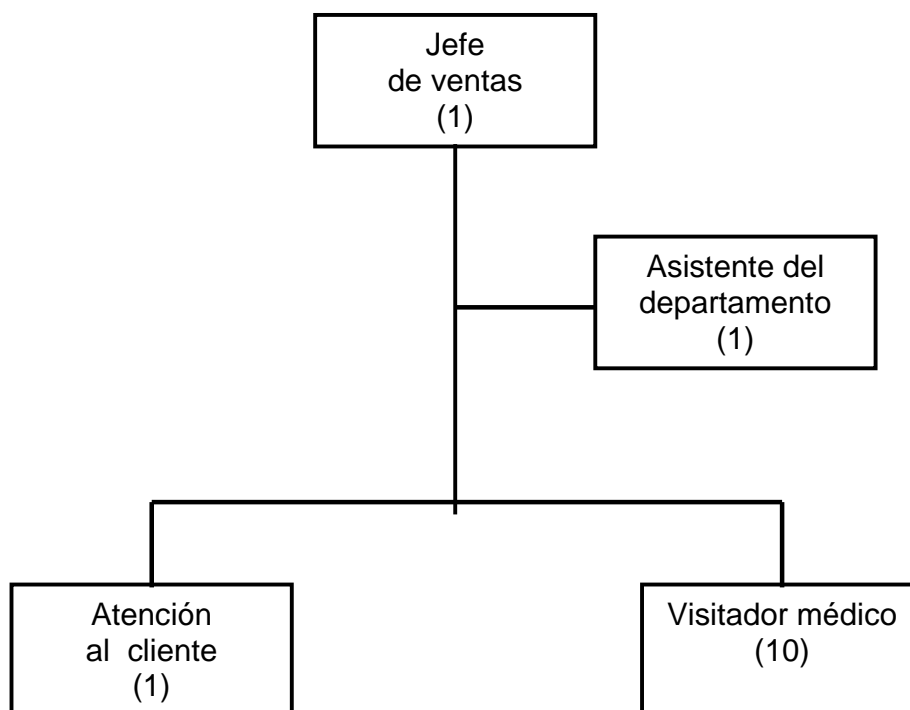 Jefe
de ventas
(1)
Asistente del
departamento
(1)
Atención
al cliente
(1)
Visitador médico
(10)